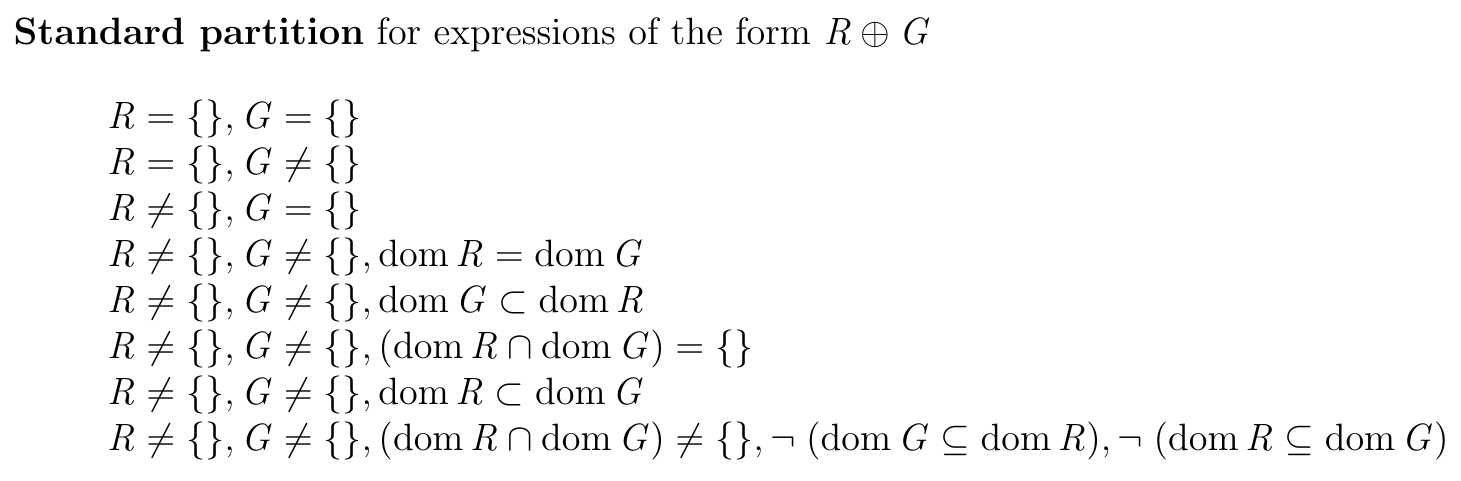 Standard partition for expressions of the form R ⊕ G
R = {}, G = {}
R = {}, G ≠ {}
R ≠ {}, G = {}
R ≠ {}, G ≠ {}, dom R = dom G
R ≠ {}, G ≠ {}, dom G ⊂ dom R
R ≠ {}, G ≠ {}, (dom R ∩ dom G) = {}
R ≠ {}, G ≠ {}, dom R ⊂ dom G
R ≠ {}, G ≠ {}, (dom R ∩ dom G) ≠ {}, ¬ (dom G ⊆ dom R), ¬ (dom R ⊆ dom G)